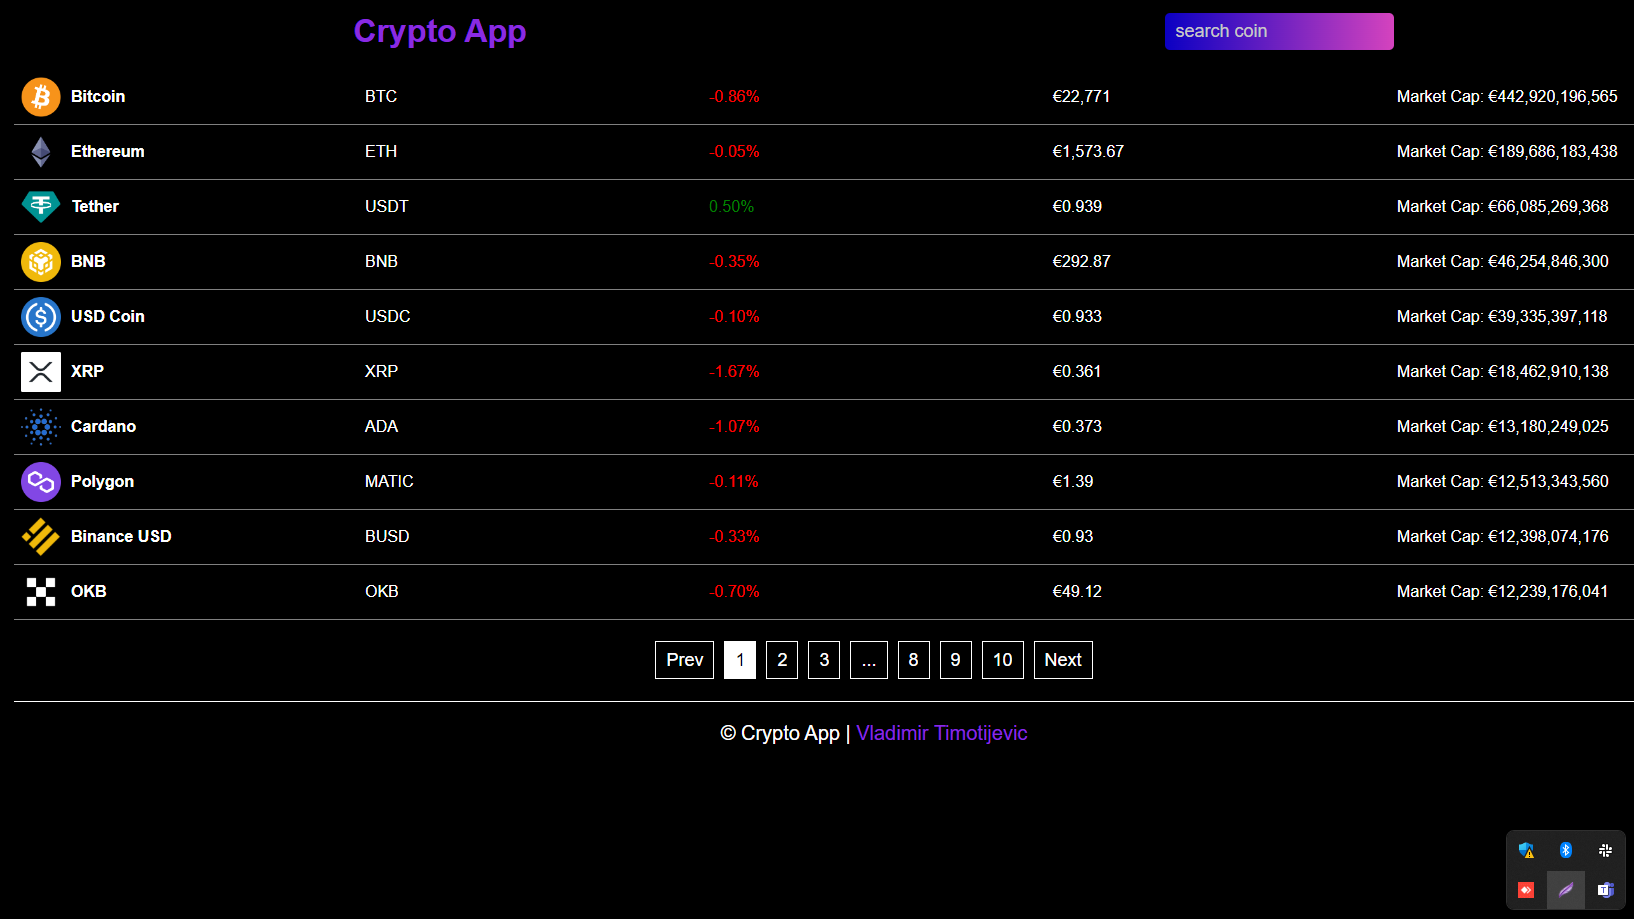 Crypto App search coin
Bitcoin BTC -0.86% €22,771 Market Cap: €442,920,196,565
Ethereum ETH -0.05% €1,573.67 Market Cap: €189,686,183,438
Tether USDT 0.50% €0.939 Market Cap: €66,085,269,368
BNB BNB -0.35% €292.87 Market Cap: €46,254,846,300
USD Coin USDC -0.10% €0.933 Market Cap: €39,335,397,118
XRP XRP -1.67% €0.361 Market Cap: €18,462,910,138
Cardano ADA -1.07% €0.373 Market Cap: €13,180,249,025
Polygon MATIC -0.11% €1.39 Market Cap: €12,513,343,560
Binance USD BUSD -0.33% €0.93 Market Cap: €12,398,074,176
OKB OKB -0.70% €49.12 Market Cap: €12,239,176,041
Prev 1 2 3 ... 8 9 10 Next
© Crypto App | Vladimir Timotijevic